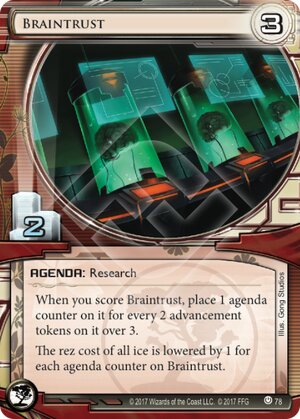 BRAINTRUST
3
2
AGENDA: Research
When you score Braintrust, place 1 agenda
counter on it for every 2 advancement
tokens on it over 3.
The rez cost of all ice is lowered by 1 for
each agenda counter on Braintrust.
Illus. Gong Studios
© 2017 Wizards of the Coast LLC. © 2017 FFG
78